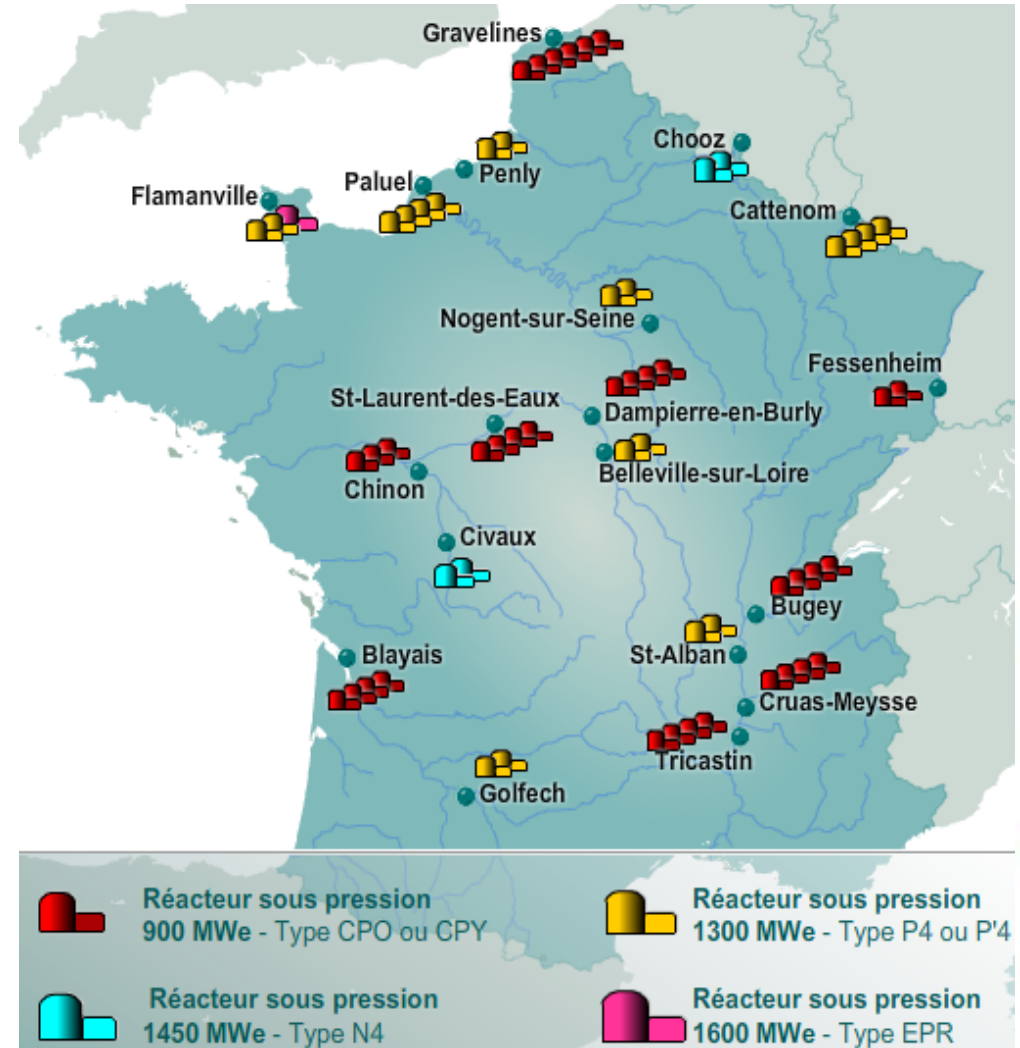 Gravelines
Chooz
Penly
Paluel
Flamanville
Cattenom
Nogent-sur-Seine
Fessenheim
St-Laurent-des-Eaux
Dampierre-en-Burly
Belleville-sur-Loire
Chinon
Civaux
Bugey
St-Alban
Blayais
Cruas-Meysse
Tricastin
Golfech
Réacteur sous pression
900 MWe - Type CPO ou CPY
Réacteur sous pression
1300 MWe - Type P4 ou P'4
Réacteur sous pression
1450 MWe - Type N4
Réacteur sous pression
1600 MWe - Type EPR